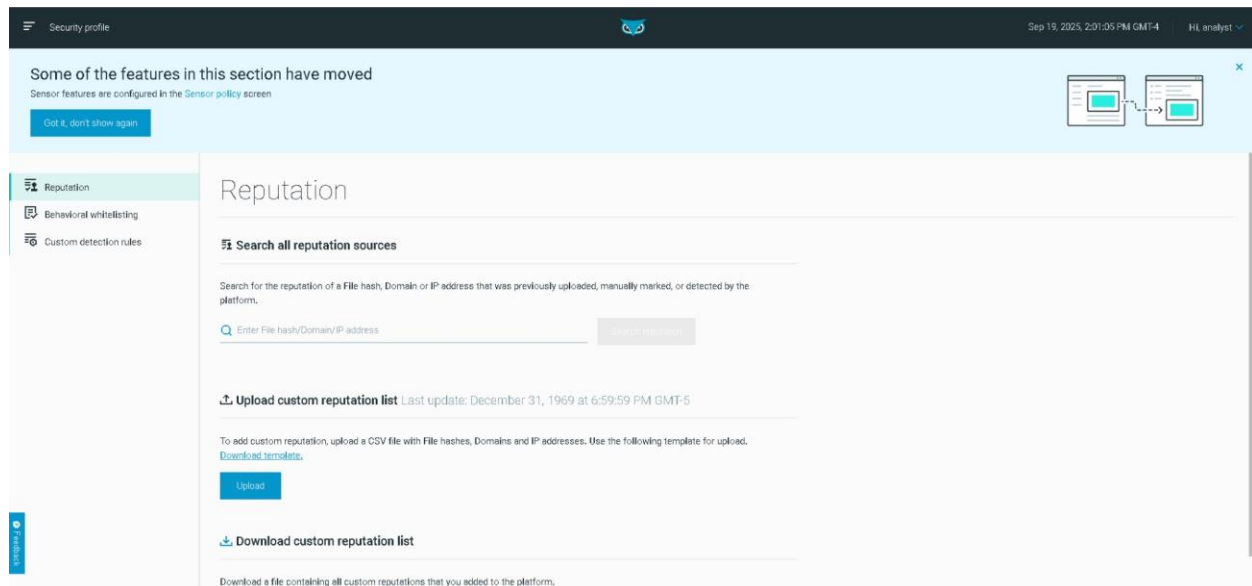 Security profile
Sep 19, 2025, 2:01:05 PM GMT-4
Hi, analyst
Some of the features in this section have moved
Sensor features are configured in the Sensor policy screen
Got it, don't show again
Reputation
Behavioral whitelisting
Custom detection rules
Reputation
Search all reputation sources
Search for the reputation of a File hash, Domain or IP address that was previously uploaded, manually marked, or detected by the
platform.
Enter File hash/Domain/IP address
Search reputation
Upload custom reputation list Last update: December 31, 1969 at 6:59:59 PM GMT-5
To add custom reputation, upload a CSV file with File hashes, Domains and IP addresses. Use the following template for upload.
Download template.
Upload
Download custom reputation list
Download a file containing all custom reputations that you added to the platform.
Feedback